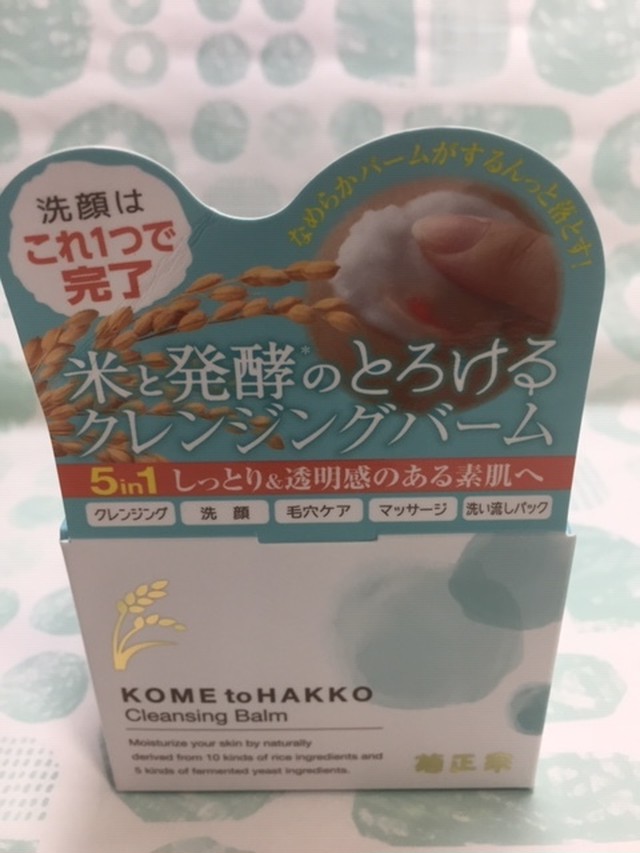 洗顔は
これ1つで
完了
なめらかバームがするんっと落とす!
米と発酵*のとろける
クレンジングバーム
5in1 しっとり&透明感のある素肌へ
クレンジング 洗顔 毛穴ケア マッサージ 洗い流しパック
KOME to HAKKO
Cleansing Balm
Moisturize your skin by naturally
derived from 10 kinds of rice ingredients and
5 kinds of fermented yeast ingredients.
菊正宗